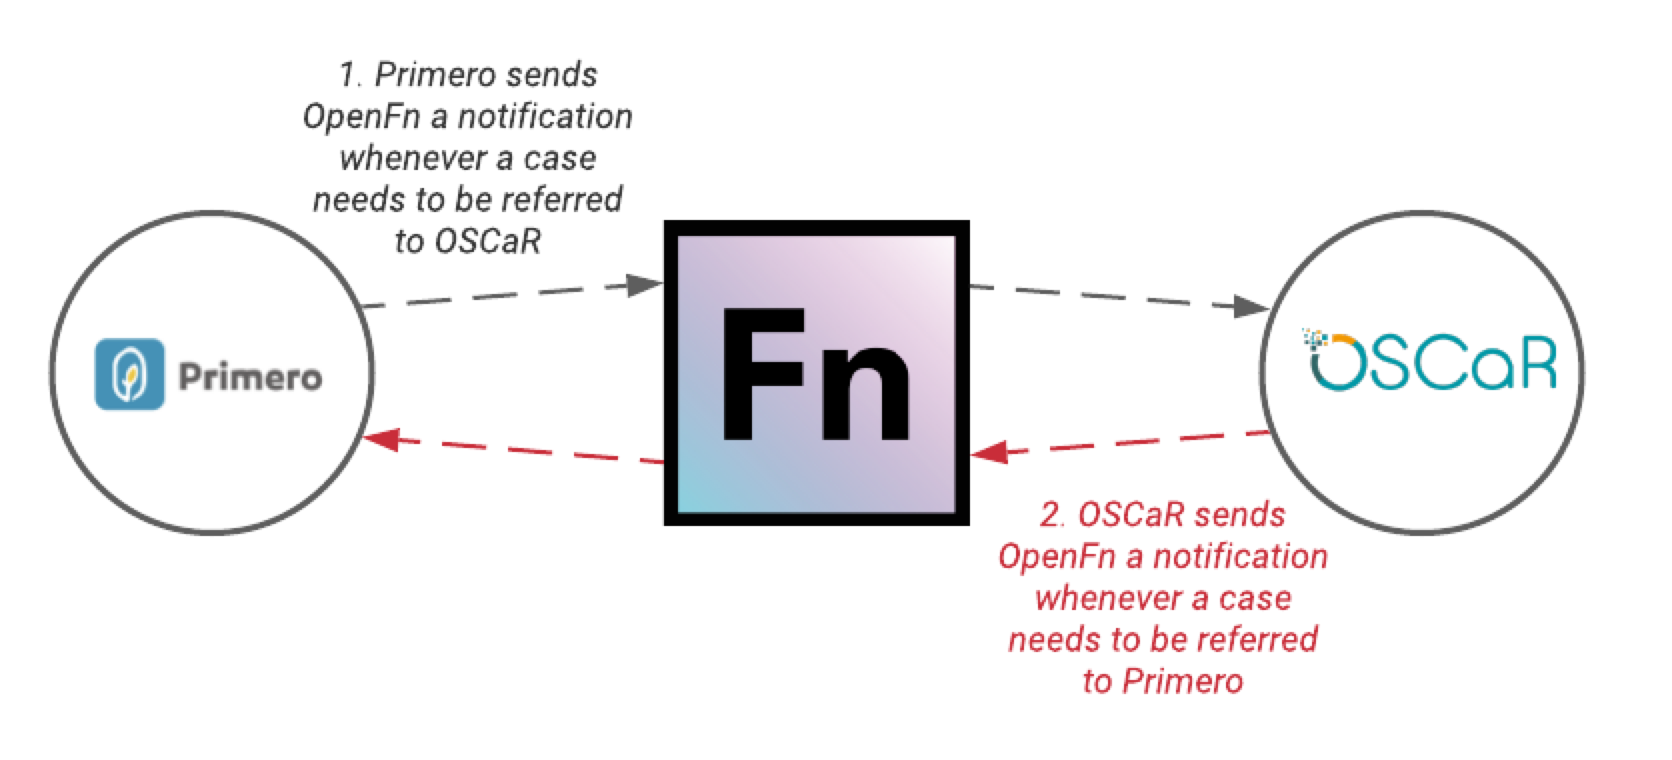 1. Primero sends
OpenFn a notification
whenever a case
needs to be referred
to OSCaR
Primero
Fn
OSCaR
2. OSCaR sends
OpenFn a notification
whenever a case
needs to be referred
to Primero